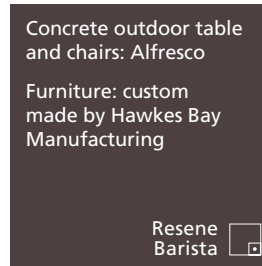 Concrete outdoor table
and chairs: Alfresco
Furniture: custom
made by Hawkes Bay
Manufacturing
Resene
Barista